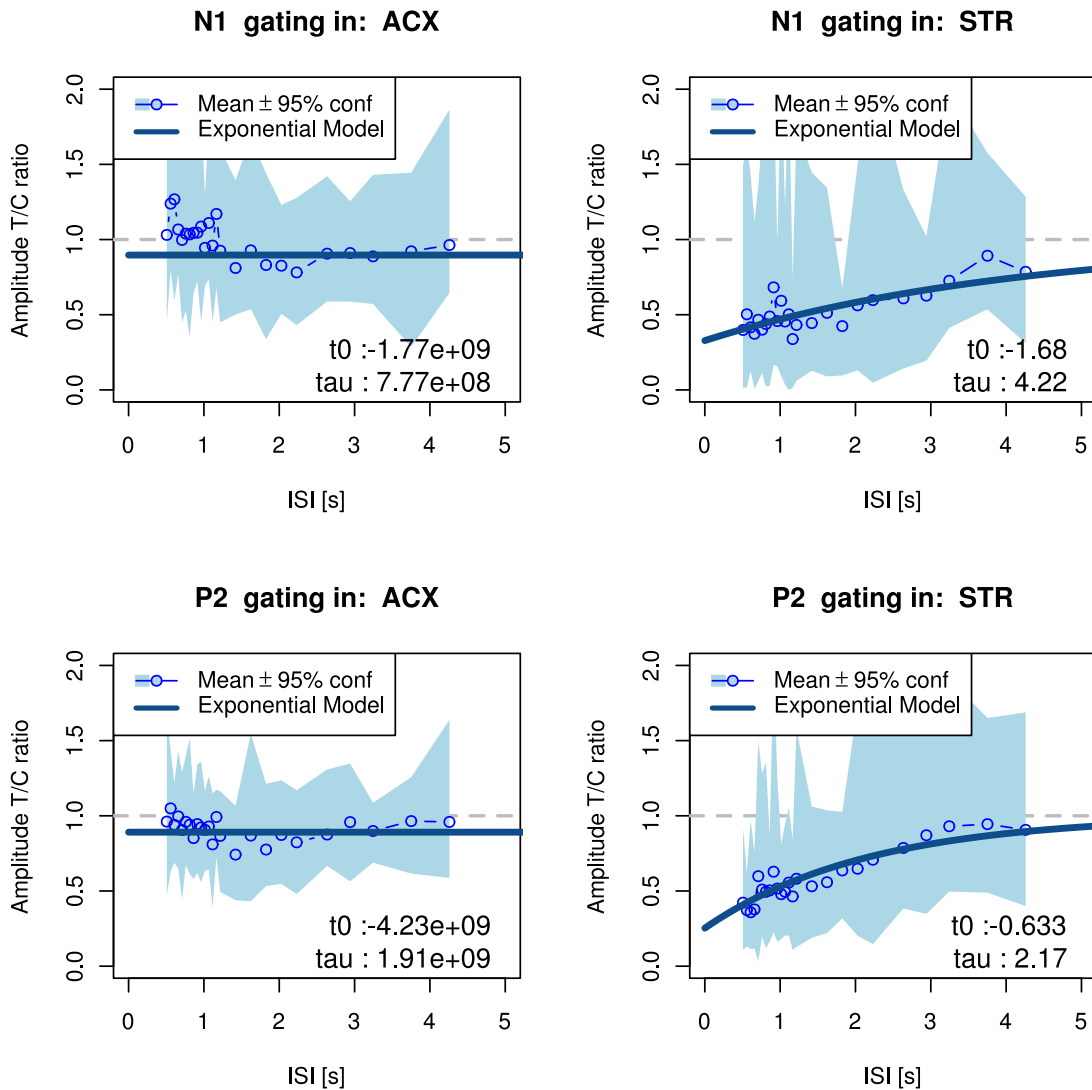 N1 gating in: ACX
2.0
1.5
1.0
0.5
0.0
Amplitude T/C ratio
Mean ± 95% conf
Exponential Model
t0 :-1.77e+09
tau : 7.77e+08
0 1 2 3 4 5
ISI [s]
N1 gating in: STR
2.0
1.5
1.0
0.5
0.0
Amplitude T/C ratio
Mean ± 95% conf
Exponential Model
t0 :-1.68
tau : 4.22
0 1 2 3 4 5
ISI [s]
P2 gating in: ACX
2.0
1.5
1.0
0.5
0.0
Amplitude T/C ratio
Mean ± 95% conf
Exponential Model
t0 :-4.23e+09
tau : 1.91e+09
0 1 2 3 4 5
ISI [s]
P2 gating in: STR
2.0
1.5
1.0
0.5
0.0
Amplitude T/C ratio
Mean ± 95% conf
Exponential Model
t0 :-0.633
tau : 2.17
0 1 2 3 4 5
ISI [s]